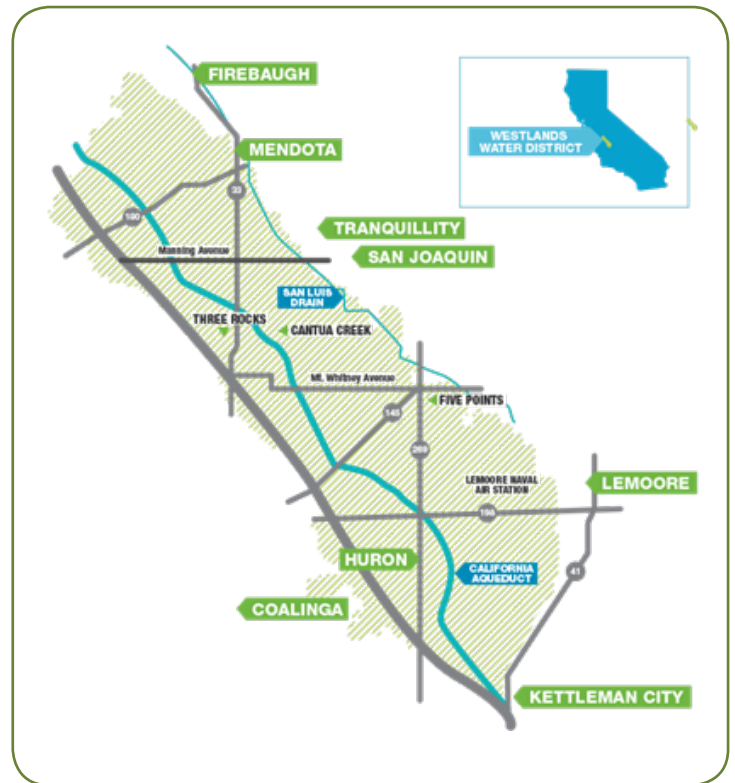 FIREBAUGH
MENDOTA
33
WESTLANDS
WATER DISTRICT
180
TRANQUILLITY
Manning Avenue
SAN JOAQUIN
SAN LUIS
DRAIN
THREE ROCKS
CANTUA CREEK
Mt. Whitney Avenue
FIVE POINTS
145
269
LEMOORE NAVAL
AIR STATION
LEMOORE
198
HURON
CALIFORNIA
AQUEDUCT
41
COALINGA
KETTLEMAN CITY